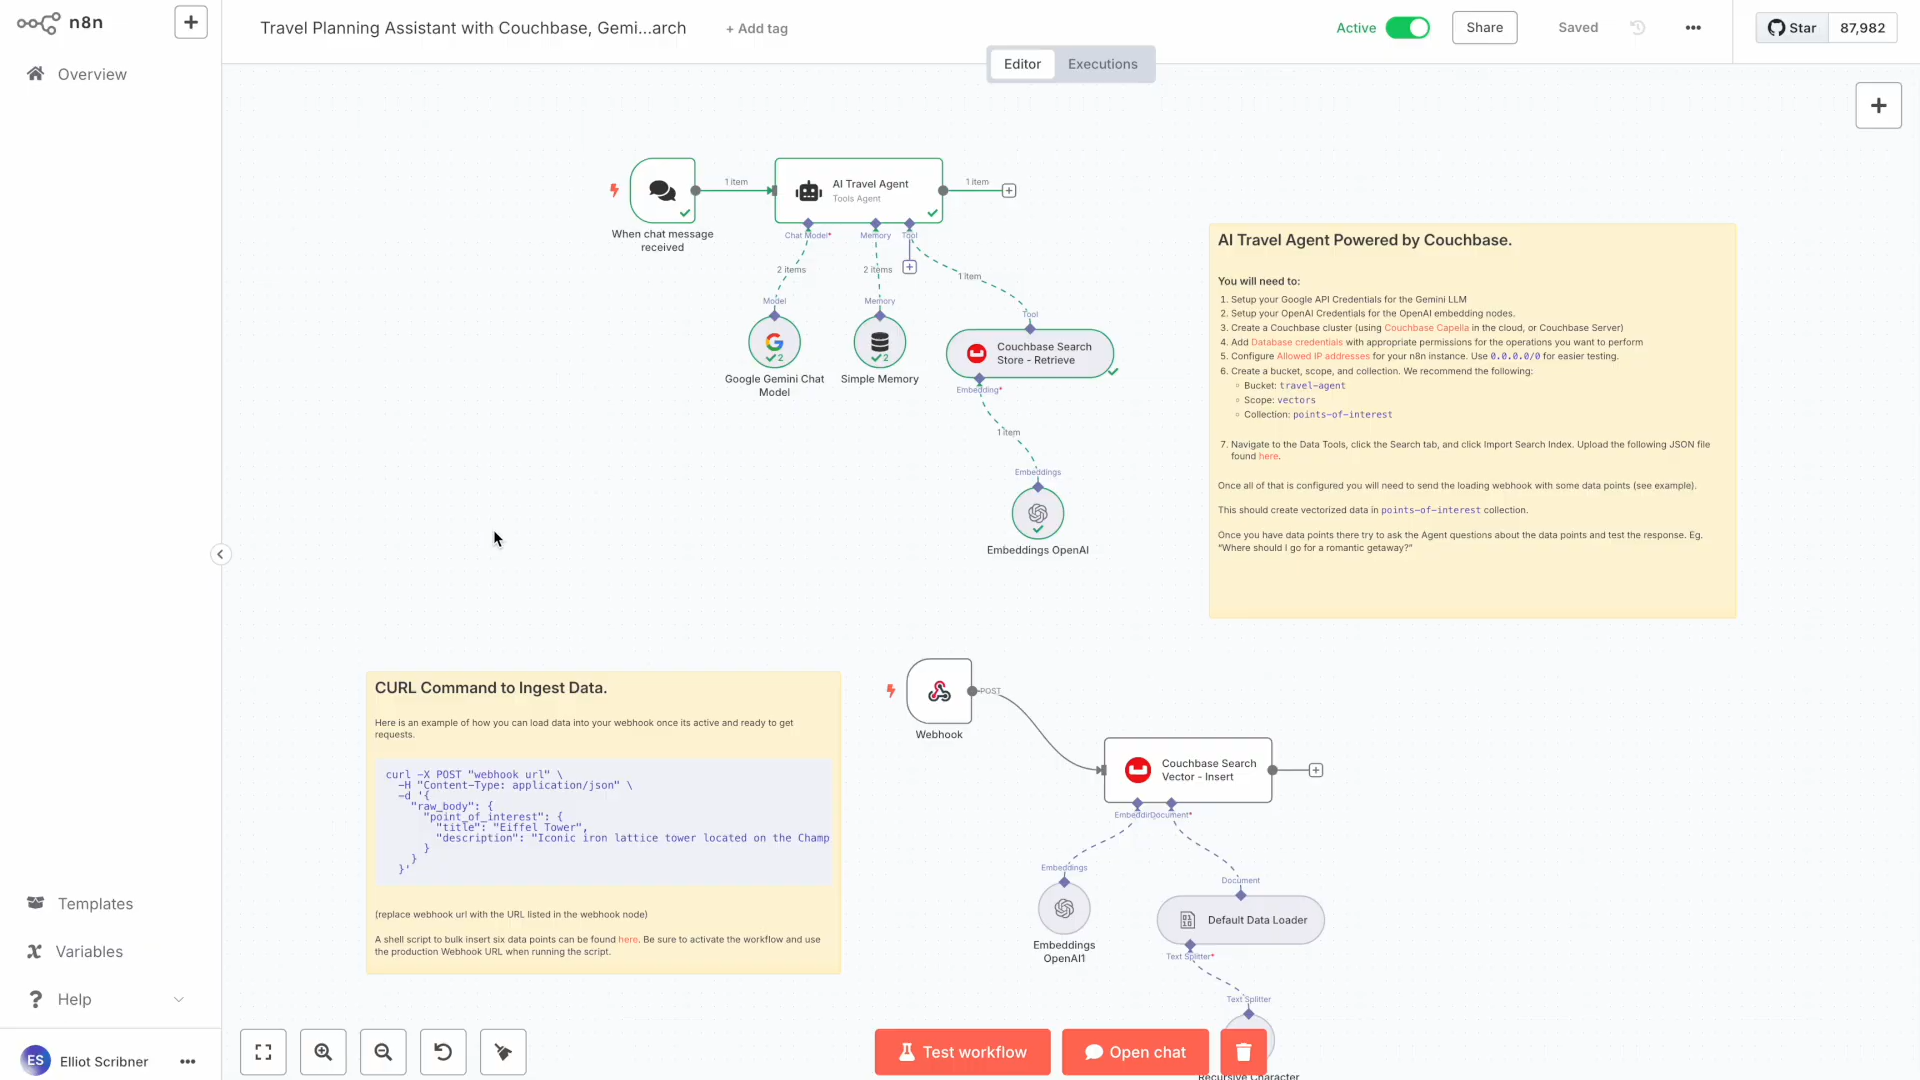 n8n
Travel Planning Assistant with Couchbase, Gemi...arch
+ Add tag
Active
Share
Saved
Star
87,982
Editor
Executions
Overview
1 item
AI Travel Agent
Tools Agent
1 item
When chat message
received
Chat Model*
Memory
Tool
2 items
2 items
1 item
Model
Memory
Tool
2
2
Couchbase Search
Store - Retrieve
Google Gemini Chat
Model
Simple Memory
Embedding*
1 item
Embeddings
Embeddings OpenAI
AI Travel Agent Powered by Couchbase.
You will need to:
1. Setup your Google API Credentials for the Gemini LLM
2. Setup your OpenAI Credentials for the OpenAI embedding nodes.
3. Create a Couchbase cluster (using Couchbase Capella in the cloud, or Couchbase Server)
4. Add Database credentials with appropriate permissions for the operations you want to perform
5. Configure Allowed IP addresses for your n8n instance. Use 0.0.0.0/0 for easier testing.
6. Create a bucket, scope, and collection. We recommend the following:
Bucket: travel-agent
Scope: vectors
Collection: points-of-interest
7. Navigate to the Data Tools, click the Search tab, and click Import Search Index. Upload the following JSON file
found here.
Once all of that is configured you will need to send the loading webhook with some data points (see example).
This should create vectorized data in points-of-interest collection.
Once you have data points there try to ask the Agent questions about the data points and test the response. Eg.
"Where should I go for a romantic getaway?"
CURL Command to Ingest Data.
Here is an example of how you can load data into your webhook once its active and ready to get
requests.
curl -X POST "webhook url" \
-H "Content-Type: application/json" \
-d '{
"raw_body": {
"point_of_interest": {
"title": "Eiffel Tower",
"description": "Iconic iron lattice tower located on the Champ
}
}
}'
(replace webhook url with the URL listed in the webhook node)
A shell script to bulk insert six data points can be found here. Be sure to activate the workflow and use
the production Webhook URL when running the script.
POST
Webhook
Couchbase Search
Vector - Insert
Document*
Embeddings
Document
Default Data Loader
Embeddings
OpenAI1
Text Splitter*
Text Splitter
Recursive Character
Templates
Variables
Help
ES
Elliot Scribner
Test workflow
Open chat